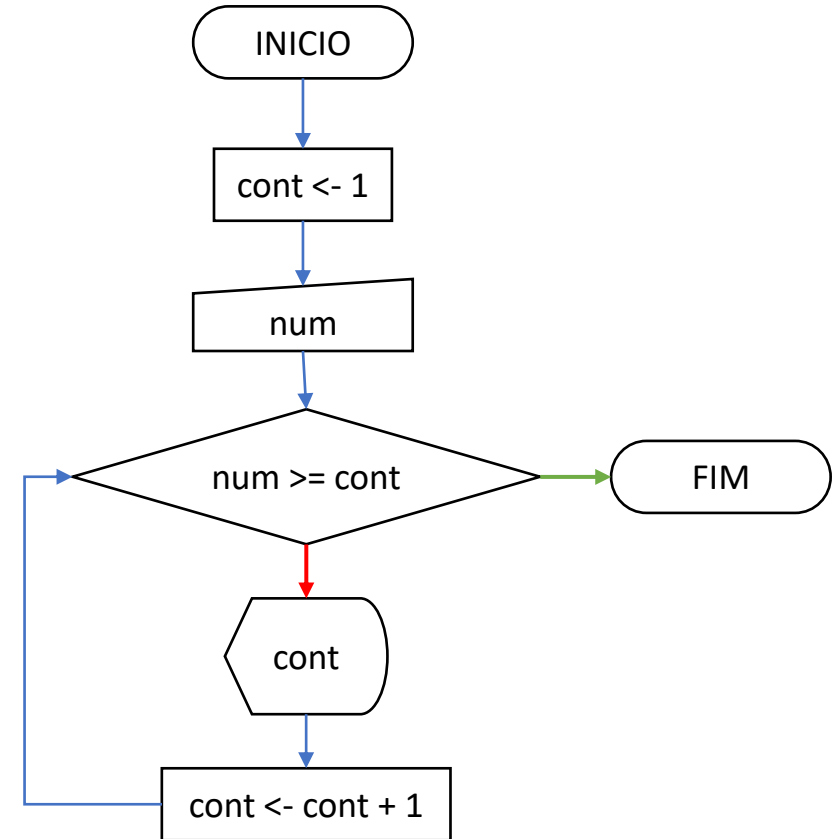 INICIO
cont <- 1
num
num >= cont
FIM
cont
cont <- cont + 1